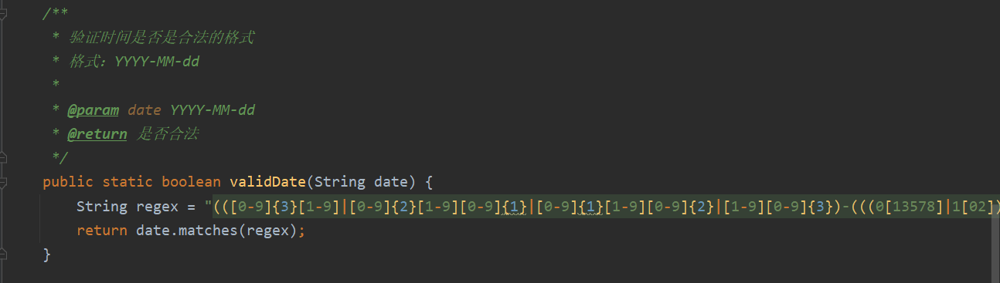 /**
* 验证时间是否是合法的格式
* 格式：YYYY-MM-dd
*
* @param date YYYY-MM-dd
* @return 是否合法
*/
public static boolean validDate(String date) {
String regex = "(([0-9]{3}[1-9]|[0-9]{2}[1-9][0-9]{1}|[0-9]{1}[1-9][0-9]{2}|[1-9][0-9]{3})-(((0[13578]|1[02])
return date.matches(regex);
}